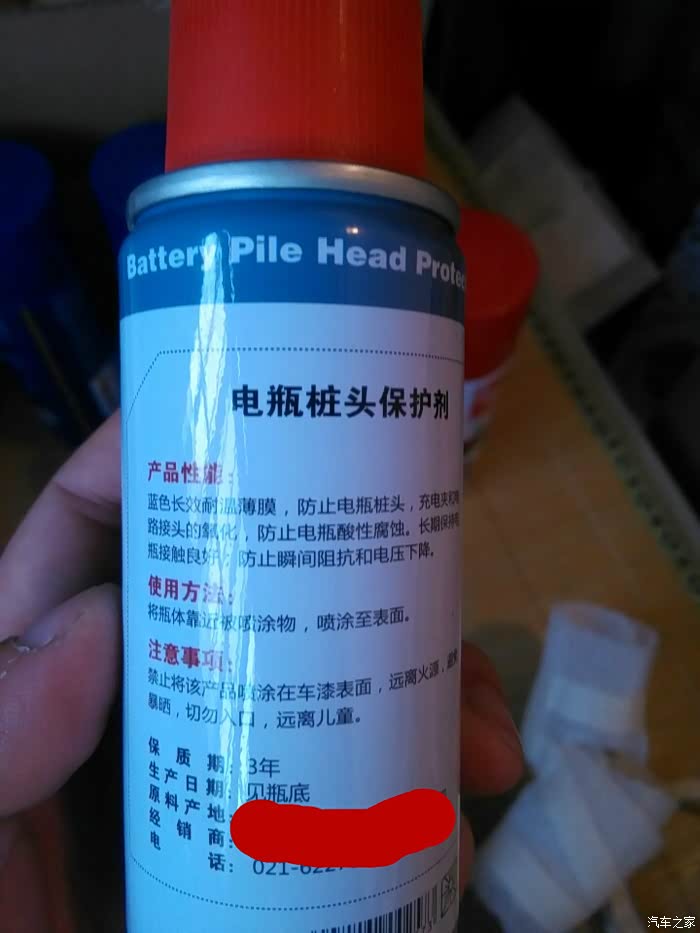 Battery Pile Head
电瓶桩头保护剂
产品性能：
蓝色长效耐温薄膜，防止电瓶桩头，充电夹和
路接头的氧化，防止电瓶酸性腐蚀。长期保持
瓶接触良好，防止瞬间阻抗和电压下降。
使用方法：
将瓶体靠近被喷涂物，喷涂至表面。
注意事项：
禁止将该产品喷涂在车漆表面，远离火源，
暴晒，切勿入口，远离儿童。
保质期：3年
生产日期：见瓶底
原料产地：
经销商：
电话：021-622
汽车之家